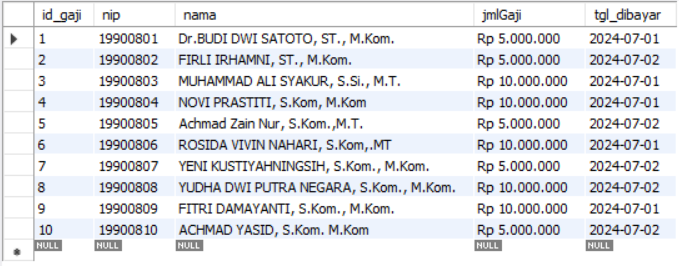 id_gaji nip nama jmlGaji tgl_dibayar
1 19900801 Dr.BUDI DWI SATOTO, ST., M.Kom. Rp 5.000.000 2024-07-01
2 19900802 FIRLI IRHAMNI, ST., M.Kom. Rp 5.000.000 2024-07-02
3 19900803 MUHAMMAD ALI SYAKUR, S.Si., M.T. Rp 10.000.000 2024-07-01
4 19900804 NOVI PRASTITI, S.Kom, M.Kom Rp 10.000.000 2024-07-01
5 19900805 Achmad Zain Nur, S.Kom.,M.T. Rp 5.000.000 2024-07-02
6 19900806 ROSIDA VIVIN NAHARI, S.Kom,.MT Rp 10.000.000 2024-07-01
7 19900807 YENI KUSTIYAHNINGSIH, S.Kom., M.Kom. Rp 5.000.000 2024-07-02
8 19900808 YUDHA DWI PUTRA NEGARA, S.Kom., M.Kom. Rp 10.000.000 2024-07-02
9 19900809 FITRI DAMAYANTI, S.Kom., M.Kom. Rp 10.000.000 2024-07-01
10 19900810 ACHMAD YASID, S.Kom. M.Kom Rp 5.000.000 2024-07-02
NULL NULL NULL NULL NULL